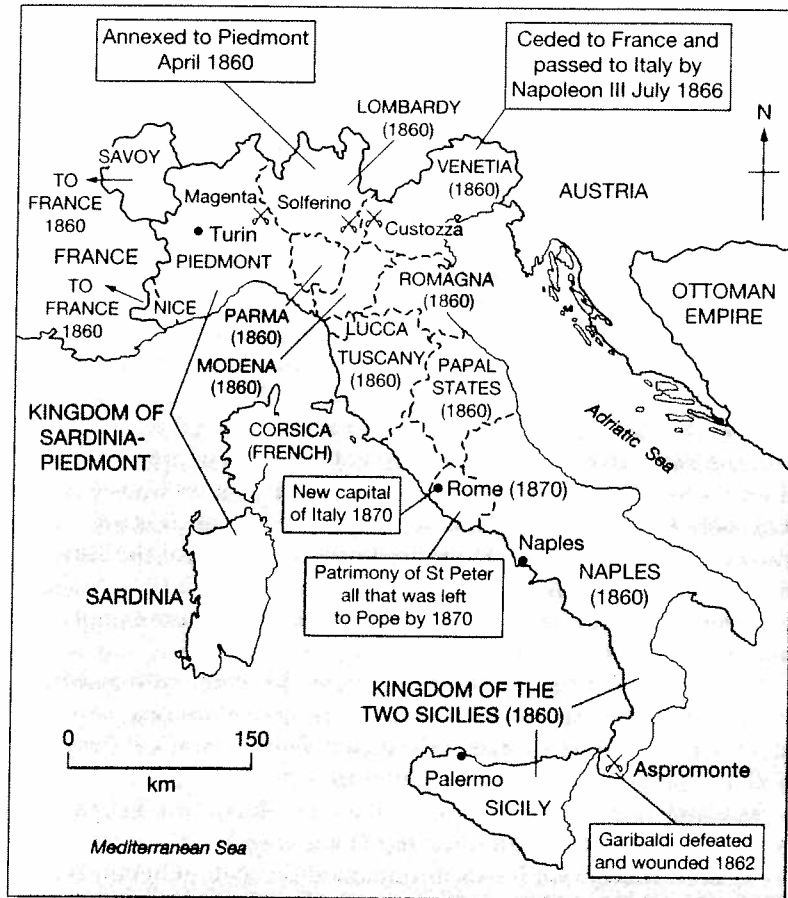 Annexed to Piedmont
April 1860
Ceded to France and
passed to Italy by
Napoleon III July 1866
LOMBARDY
(1860)
N
SAVOY
VENETIA
(1860)
TO
FRANCE
1860
Magenta
Solferino
AUSTRIA
Custozza
Turin
FRANCE
PIEDMONT
ROMAGNA
(1860)
TO
FRANCE
1860
NICE
OTTOMAN
EMPIRE
PARMA
(1860)
LUCCA
MODENA
(1860)
TUSCANY
(1860)
PAPAL
STATES
(1860)
KINGDOM OF
SARDINIA-
PIEDMONT
CORSICA
(FRENCH)
Adriatic Sea
New capital
of Italy 1870
Rome (1870)
Naples
Patrimony of St Peter
all that was left
to Pope by 1870
NAPLES
(1860)
SARDINIA
KINGDOM OF THE
TWO SICILIES (1860)
0 150
km
Palermo
SICILY
Aspromonte
Mediterranean Sea
Garibaldi defeated
and wounded 1862